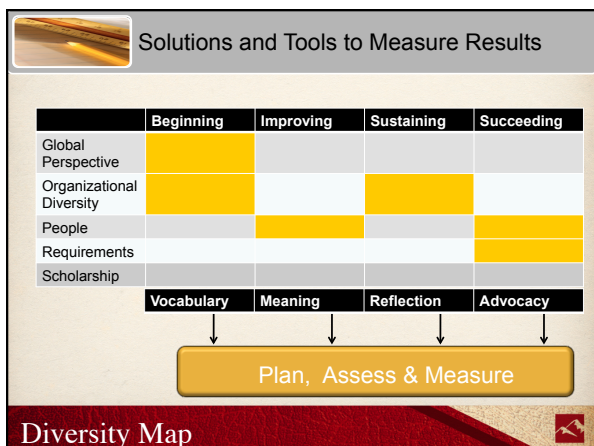 Solutions and Tools to Measure Results
Beginning Improving Sustaining Succeeding
Global
Perspective
Organizational
Diversity
People
Requirements
Scholarship
Vocabulary Meaning Reflection Advocacy
Plan, Assess & Measure
Diversity Map